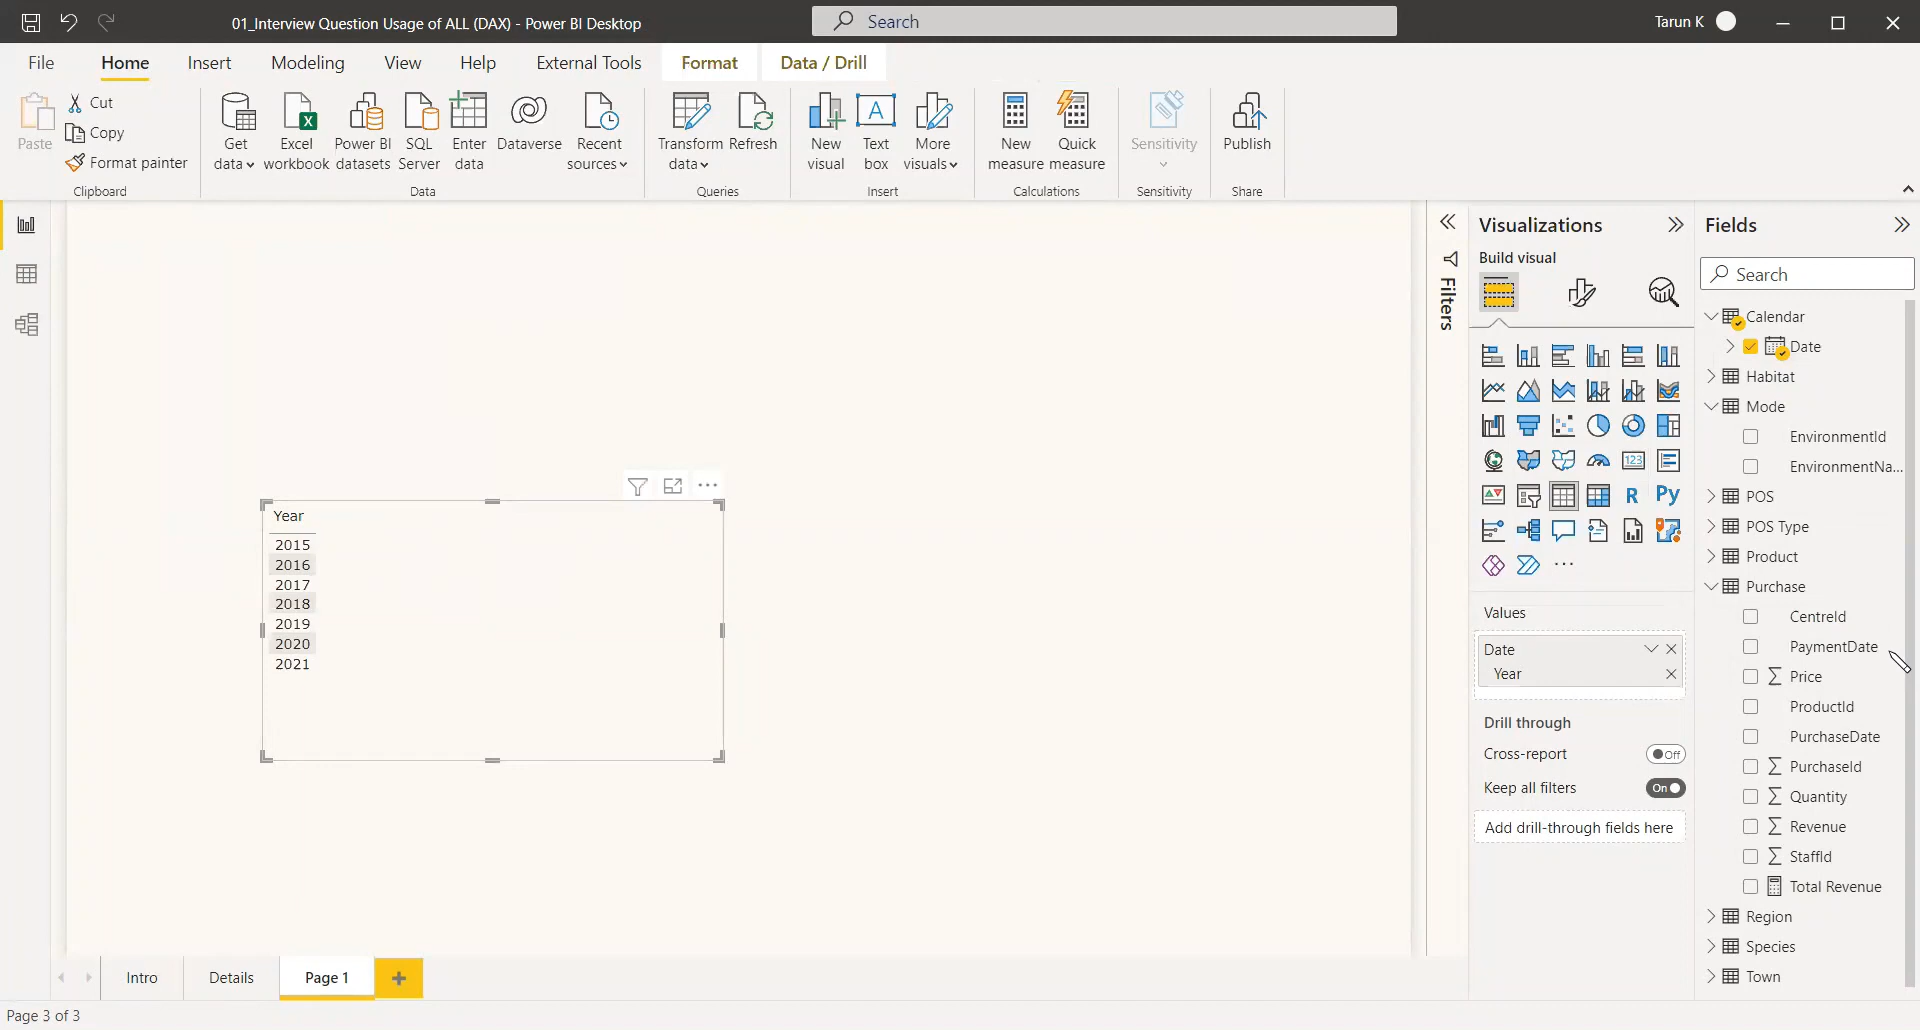 01_Interview Question Usage of ALL (DAX) - Power BI Desktop
Search
Tarun K
File
Home
Insert
Modeling
View
Help
External Tools
Format
Data / Drill
Paste
Cut
Copy
Format painter
Clipboard
Get data
Excel workbook
Power BI datasets
SQL Server
Enter data
Dataverse
Recent sources
Data
Transform data
Refresh
Queries
New visual
A
Text box
More visuals
Insert
New measure
Quick measure
Calculations
Sensitivity
Sensitivity
Publish
Share
Year
2015
2016
2017
2018
2019
2020
2021
Filters
Visualizations
Build visual
123
R
Py
Values
Date
Year
Drill through
Cross-report
Off
Keep all filters
On
Add drill-through fields here
Fields
Search
Calendar
Date
Habitat
Mode
EnvironmentId
EnvironmentNa...
POS
POS Type
Product
Purchase
CentreId
PaymentDate
Price
ProductId
PurchaseDate
PurchaseId
Quantity
Revenue
StaffId
Total Revenue
Region
Species
Town
Intro
Details
Page 1
Page 3 of 3